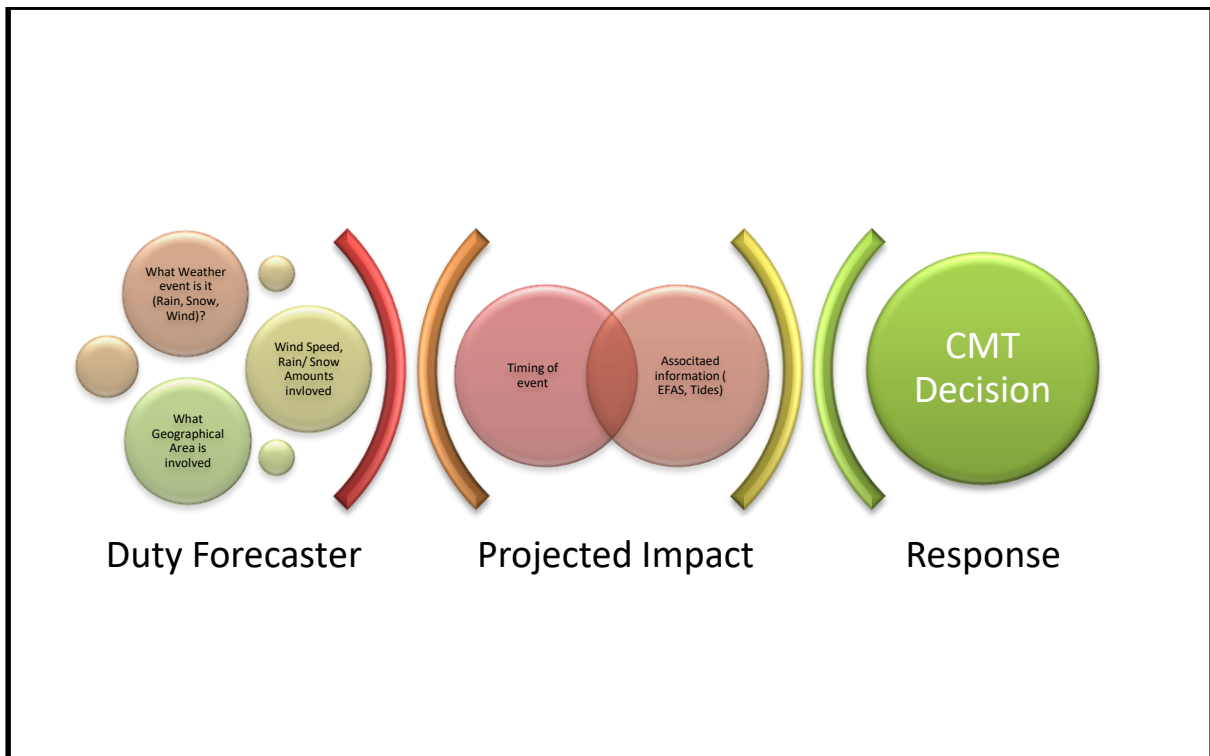 What Weather
event is it
(Rain, Snow,
Wind)?
Wind Speed,
Rain/ Snow
Amounts
invloved
What
Geographical
Area is
involved
Duty Forecaster
Timing of
event
Associtaed
information (
EFAS, Tides)
Projected Impact
CMT
Decision
Response